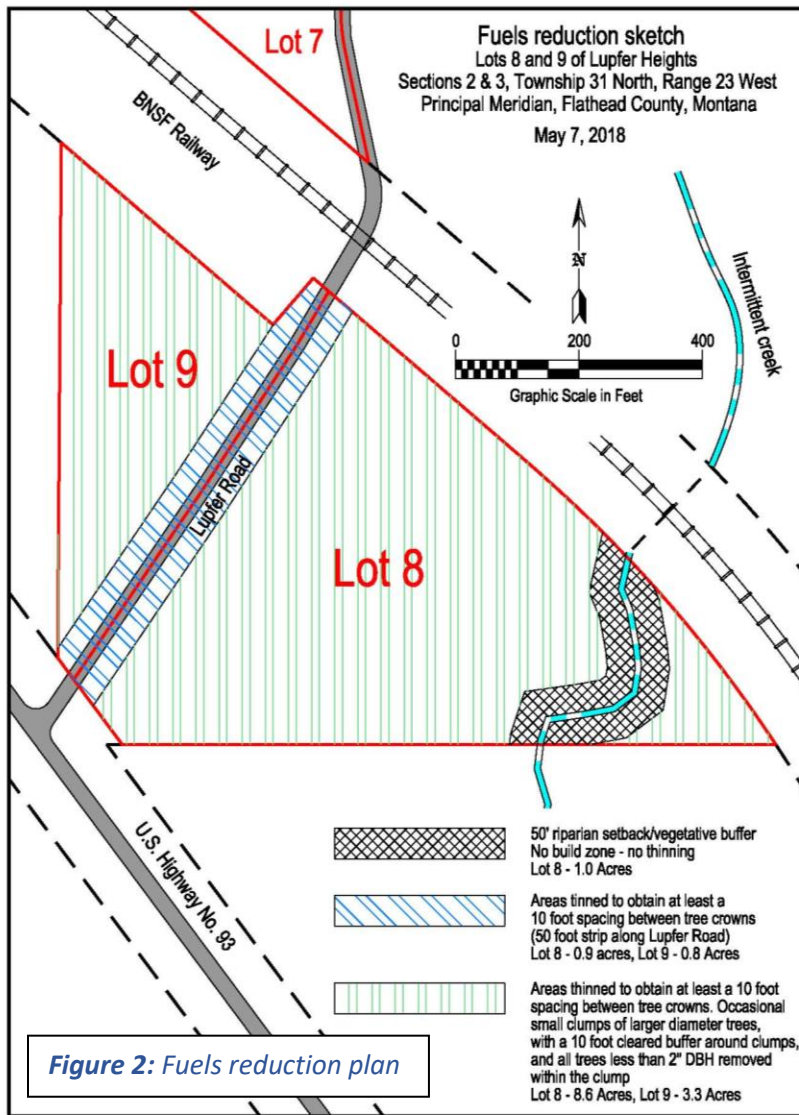 Lot 7
Fuels reduction sketch
Lots 8 and 9 of Lupfer Heights
Sections 2 & 3, Township 31 North, Range 23 West
Principal Meridian, Flathead County, Montana
May 7, 2018
BNSF Railway
N
0 200 400
Graphic Scale in Feet
Intermittent creek
Lot 9
Lupfer Road
Lot 8
U.S. Highway No. 93
50' riparian setback/vegetative buffer
No build zone - no thinning
Lot 8 - 1.0 Acres
Areas tinned to obtain at least a
10 foot spacing between tree crowns
(50 foot strip along Lupfer Road)
Lot 8 - 0.9 acres, Lot 9 - 0.8 Acres
Areas thinned to obtain at least a 10 foot
spacing between tree crowns. Occasional
small clumps of larger diameter trees,
with a 10 foot cleared buffer around clumps,
and all trees less than 2" DBH removed
within the clump
Lot 8 - 8.6 Acres, Lot 9 - 3.3 Acres
Figure 2: Fuels reduction plan